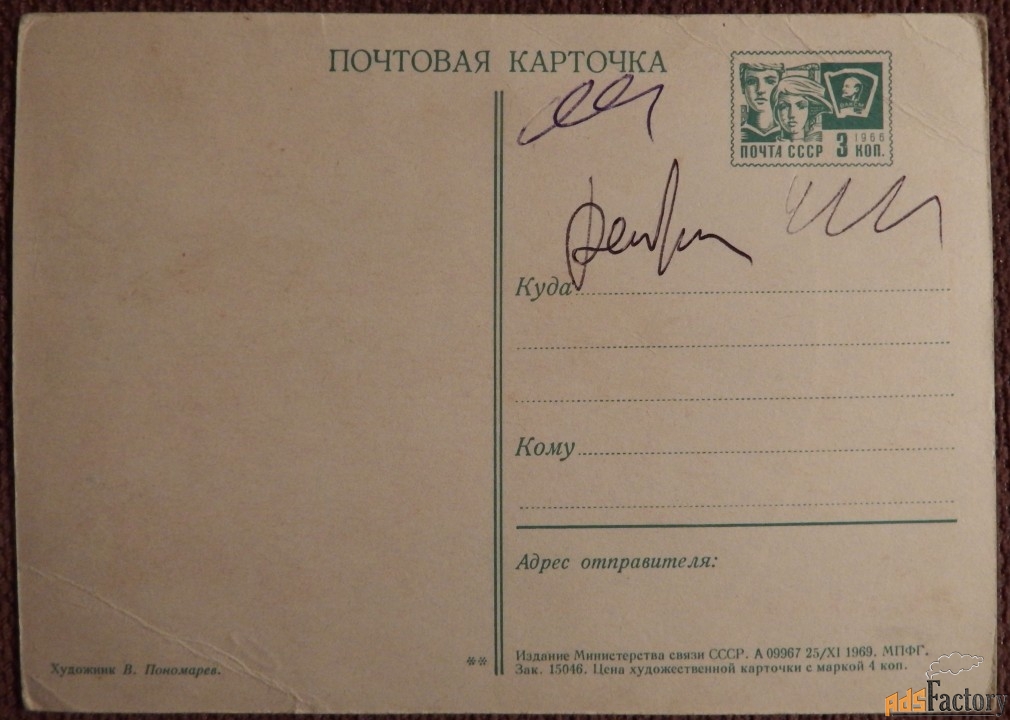 ПОЧТОВАЯ КАРТОЧКА
1966
ПОЧТА СССР 3 КОП.
Куда
Кому
Адрес отправителя:
Художник В. Пономарев.
**
Издание Министерства связи СССР. А 09967 25/XI 1969. МПФГ.
Зак. 15046. Цена художественной карточки с маркой 4 коп.
AdsFactory